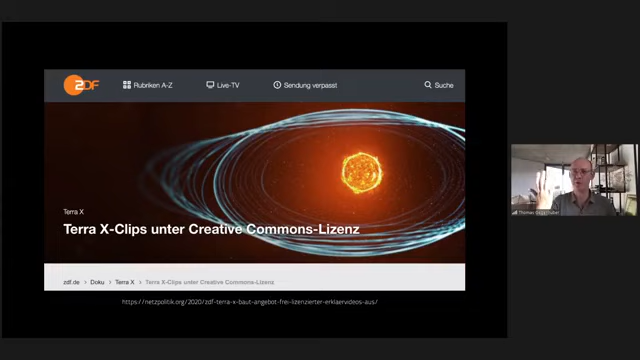 ZDF Rubriken A-Z Live-TV Sendung verpasst Suche
Terra X
Terra X-Clips unter Creative Commons-Lizenz
zdf.de > Doku > Terra X > Terra X-Clips unter Creative Commons-Lizenz
https://netzpolitik.org/2020/zdf-terra-x-baut-angebot-frei-lizenzierter-erklaervideos-aus/
Thomas